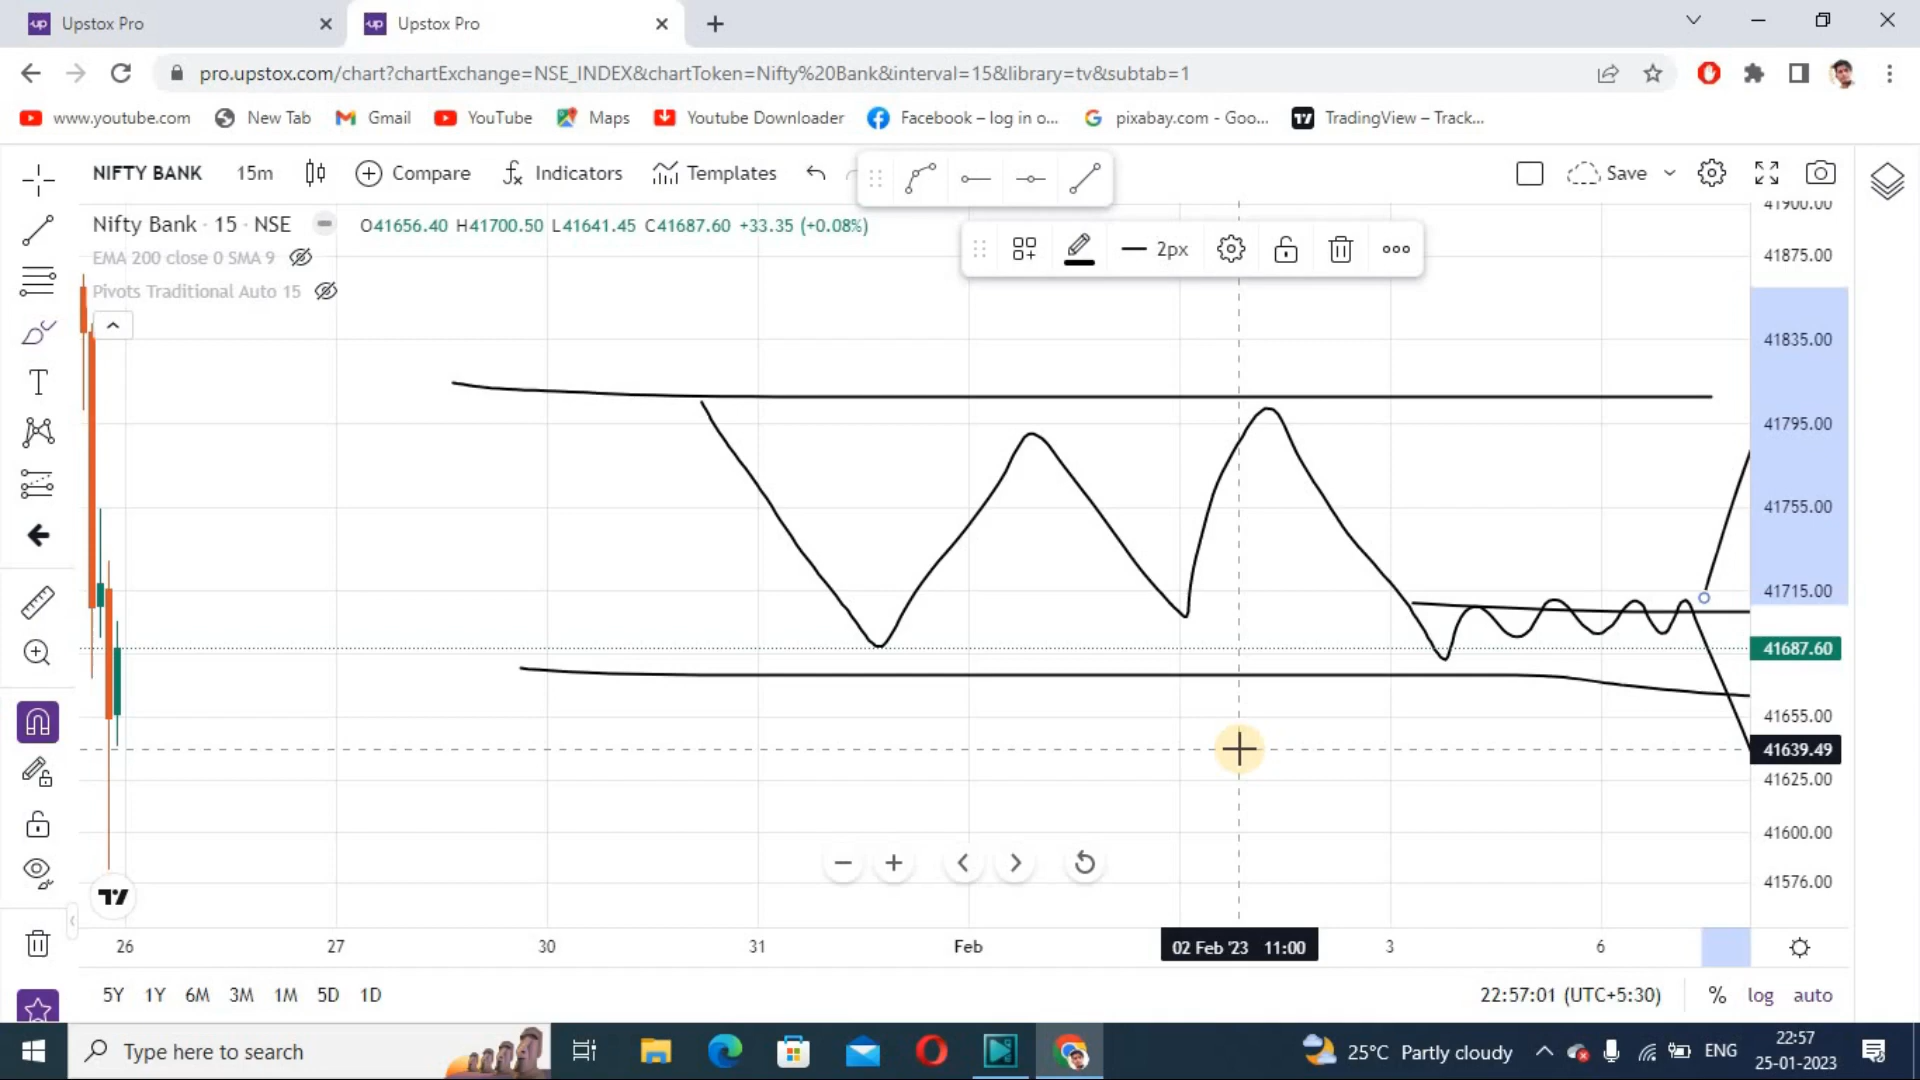 up Upstox Pro
up Upstox Pro
pro.upstox.com/chart?chartExchange=NSE_INDEX&chartToken=Nifty%20Bank&interval=15&library=tv&subtab=1
www.youtube.com New Tab Gmail YouTube Maps Youtube Downloader Facebook – log in o... pixabay.com - Goo... TradingView – Track...
NIFTY BANK 15m Compare Indicators Templates Save
Nifty Bank · 15 · NSE O41656.40 H41700.50 L41641.45 C41687.60 +33.35 (+0.08%)
2px
EMA 200 close 0 SMA 9
Pivots Traditional Auto 15
41900.00
41875.00
41835.00
41795.00
41755.00
41715.00
41687.60
41655.00
41639.49
41625.00
41600.00
41576.00
26 27 30 31 Feb 02 Feb '23 11:00 3 6
5Y 1Y 6M 3M 1M 5D 1D 22:57:01 (UTC+5:30) % log auto
Type here to search 25°C Partly cloudy ENG 22:57
25-01-2023